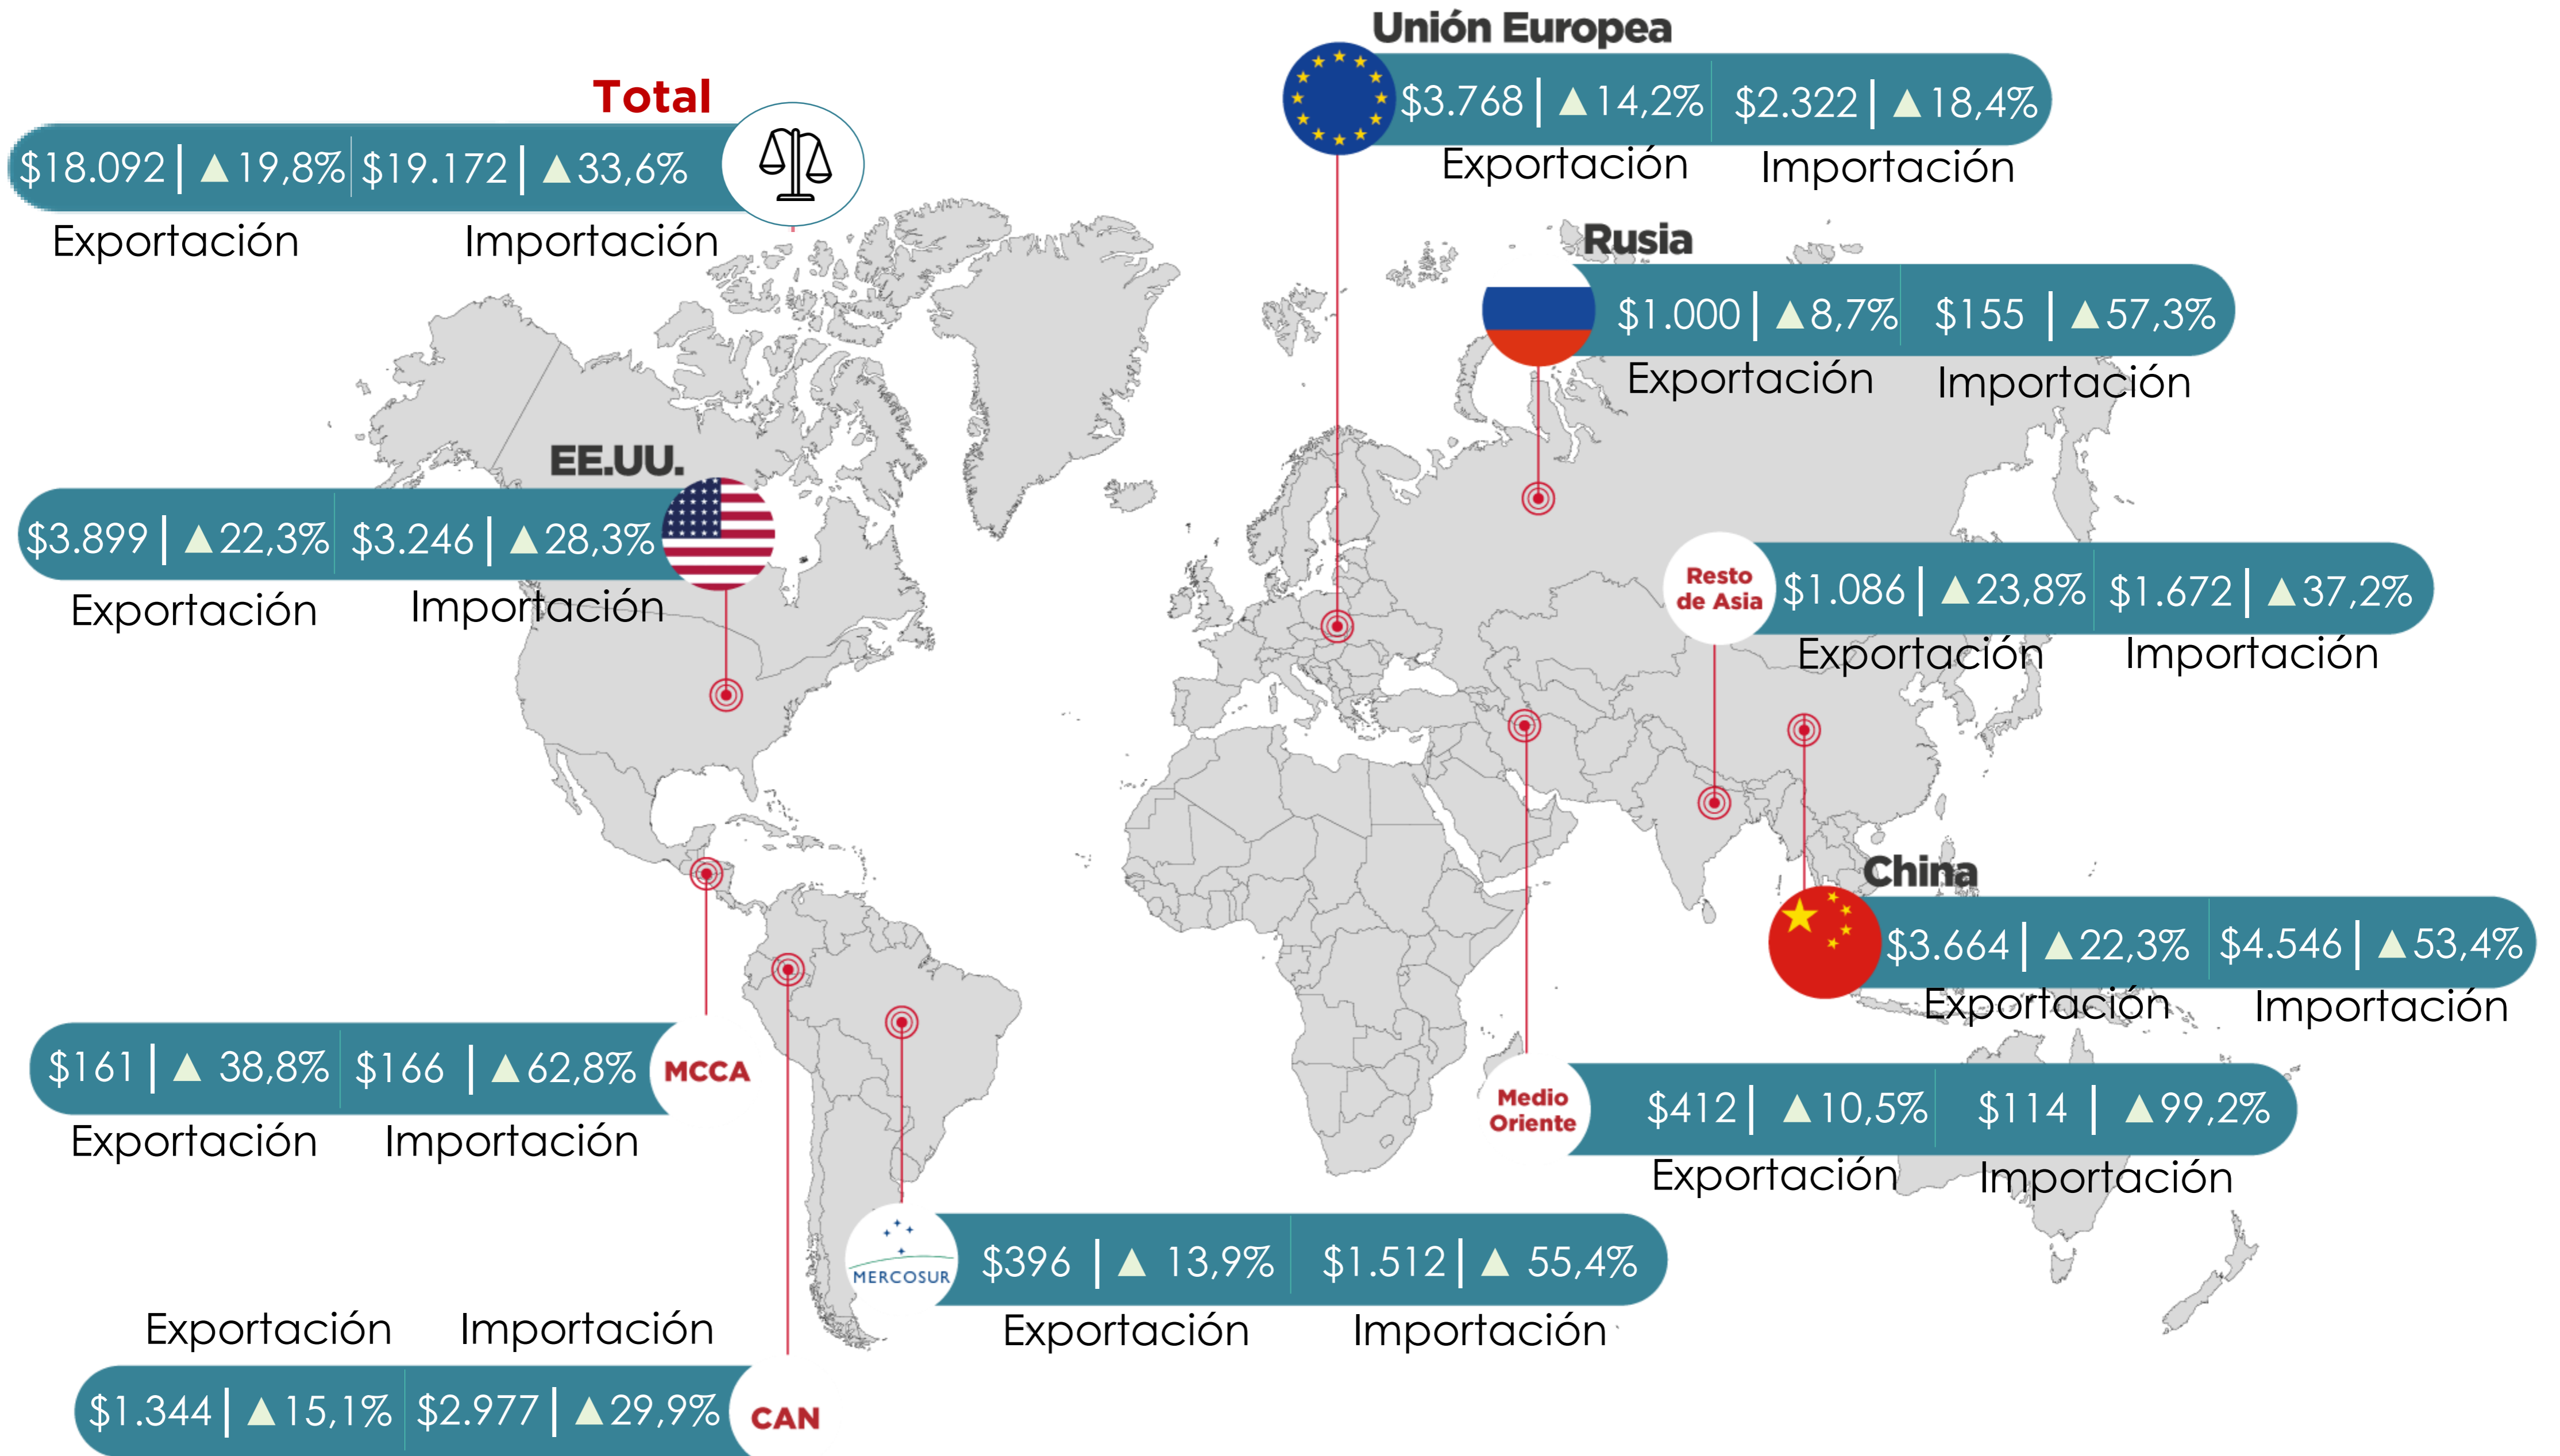 Unión Europea
$3.768 | ▲14,2% $2.322 | ▲18,4%
Exportación Importación
Total
$18.092 | ▲19,8% $19.172 | ▲33,6%
Exportación Importación
Rusia
$1.000 | ▲8,7% $155 | ▲57,3%
Exportación Importación
EE.UU.
$3.899 | ▲22,3% $3.246 | ▲28,3%
Exportación Importación
Resto
de Asia
$1.086 | ▲23,8% $1.672 | ▲37,2%
Exportación Importación
China
$3.664 | ▲22,3% $4.546 | ▲53,4%
Exportación Importación
$161 | ▲ 38,8% $166 | ▲62,8% MCCA
Exportación Importación
Medio
Oriente
$412 | ▲10,5% $114 | ▲99,2%
Exportación Importación
MERCOSUR
$396 | ▲ 13,9% $1.512 | ▲ 55,4%
Exportación Importación
Exportación Importación
$1.344 | ▲15,1% $2.977 | ▲29,9% CAN